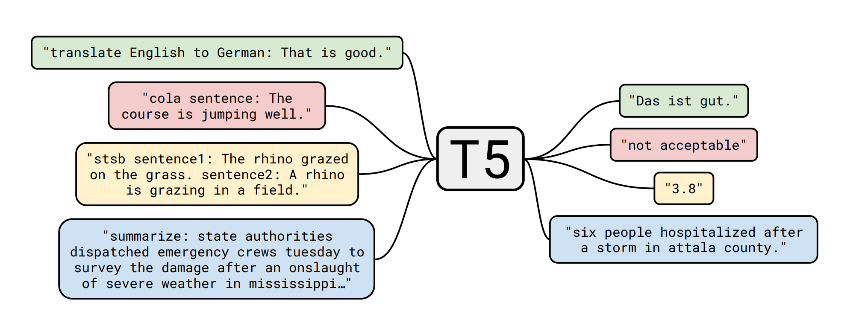 "translate English to German: That is good."
"cola sentence: The
course is jumping well."
"stsb sentence1: The rhino grazed
on the grass. sentence2: A rhino
is grazing in a field."
"summarize: state authorities
dispatched emergency crews tuesday to
survey the damage after an onslaught
of severe weather in mississippi…"
T5
"Das ist gut."
"not acceptable"
"3.8"
"six people hospitalized after
a storm in attala county."